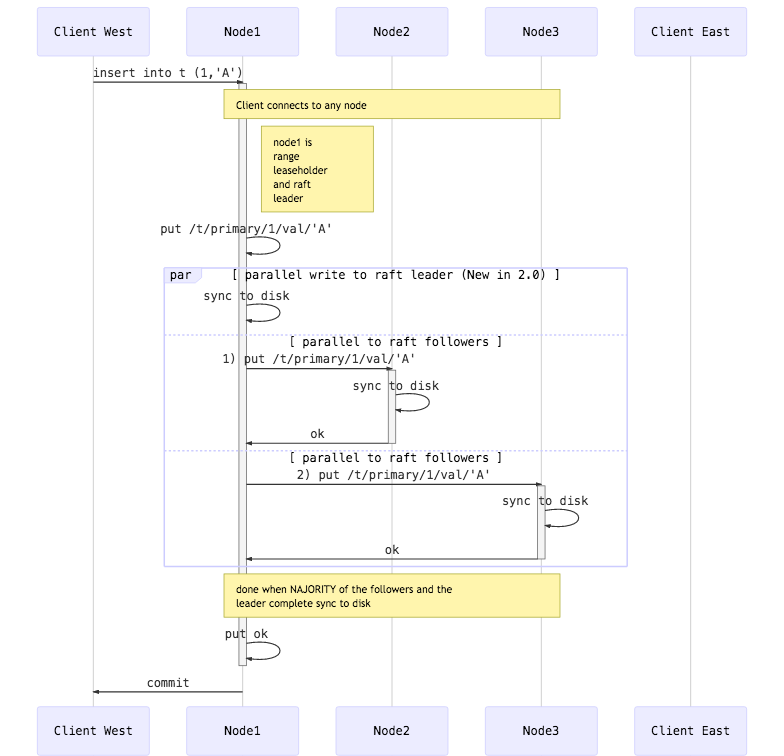 Client West Node1 Node2 Node3 Client East
insert into t (1,'A')
Client connects to any node
node1 is
range
leaseholder
and raft
leader
put /t/primary/1/val/'A'
par [ parallel write to raft leader (New in 2.0) ]
sync to disk
[ parallel to raft followers ]
1) put /t/primary/1/val/'A'
sync to disk
ok
[ parallel to raft followers ]
2) put /t/primary/1/val/'A'
sync to disk
ok
done when NAJORITY of the followers and the
leader complete sync to disk
put ok
commit
Client West Node1 Node2 Node3 Client East